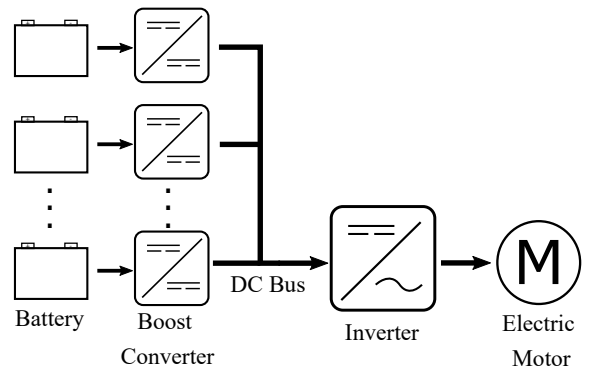 DC Bus
M
Battery
Boost
Converter
Inverter
Electric
Motor